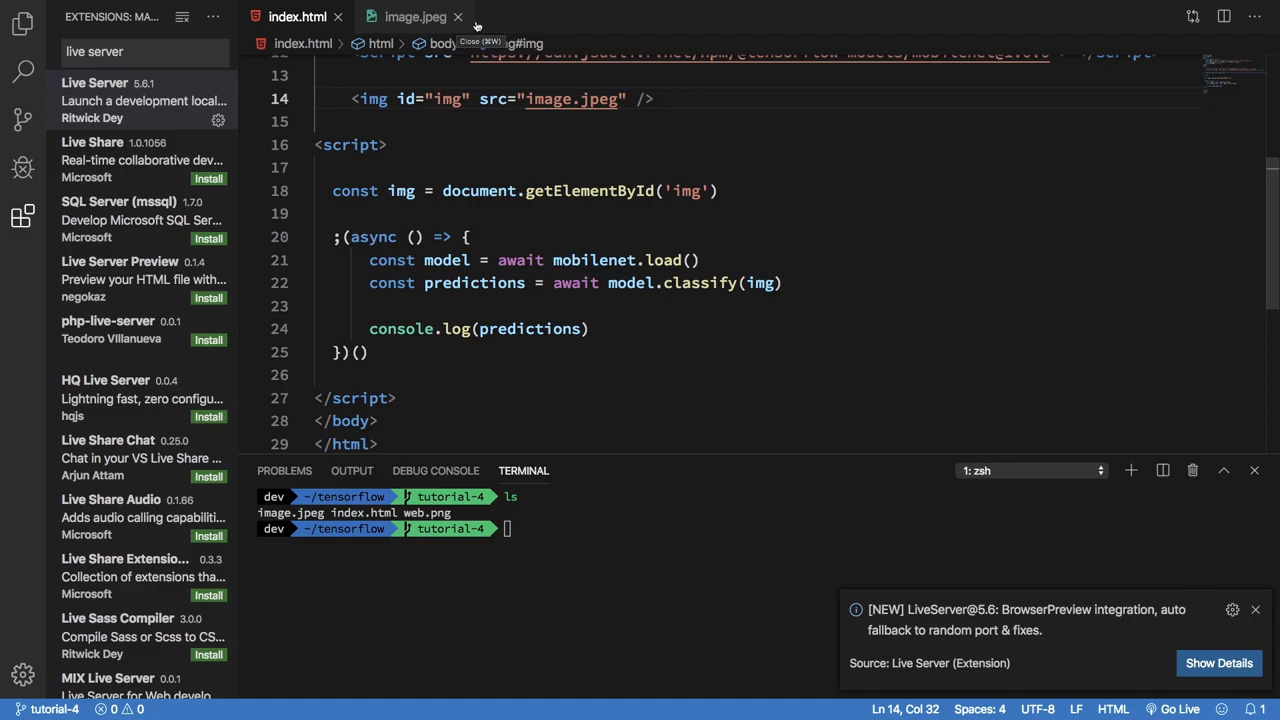 EXTENSIONS: MA...
index.html
image.jpeg
live server
index.html
html
body
img#img
Close (⌘W)
Live Server 5.6.1
Launch a development local...
Ritwick Dey
Live Share 1.0.1056
Real-time collaborative dev...
Microsoft
Install
SQL Server (mssql) 1.7.0
Develop Microsoft SQL Ser...
Microsoft
Install
Live Server Preview 0.1.4
Preview your HTML file with...
negokaz
Install
php-live-server 0.0.1
Teodoro VIllanueva
Install
HQ Live Server 0.0.4
Lightning fast, zero configu...
hqjs
Install
Live Share Chat 0.25.0
Chat in your VS Live Share ...
Arjun Attam
Install
Live Share Audio 0.1.66
Adds audio calling capabiliti...
Microsoft
Install
Live Share Extensio... 0.3.3
Collection of extensions tha...
Microsoft
Install
Live Sass Compiler 3.0.0
Compile Sass or Scss to CS...
Ritwick Dey
Install
MIX Live Server 0.0.1
Live Server for Web develo
13
14 <img id="img" src="image.jpeg" />
15
16 <script>
17
18 const img = document.getElementById('img')
19
20 ;(async () => {
21 const model = await mobilenet.load()
22 const predictions = await model.classify(img)
23
24 console.log(predictions)
25 })()
26
27 </script>
28 </body>
29 </html>
PROBLEMS OUTPUT DEBUG CONSOLE TERMINAL
1: zsh
dev ~/tensorflow tutorial-4 ls
image.jpeg index.html web.png
dev ~/tensorflow tutorial-4
[NEW] LiveServer@5.6: BrowserPreview integration, auto
fallback to random port & fixes.
Source: Live Server (Extension)
Show Details
tutorial-4 0 0
Ln 14, Col 32 Spaces: 4 UTF-8 LF HTML Go Live 1